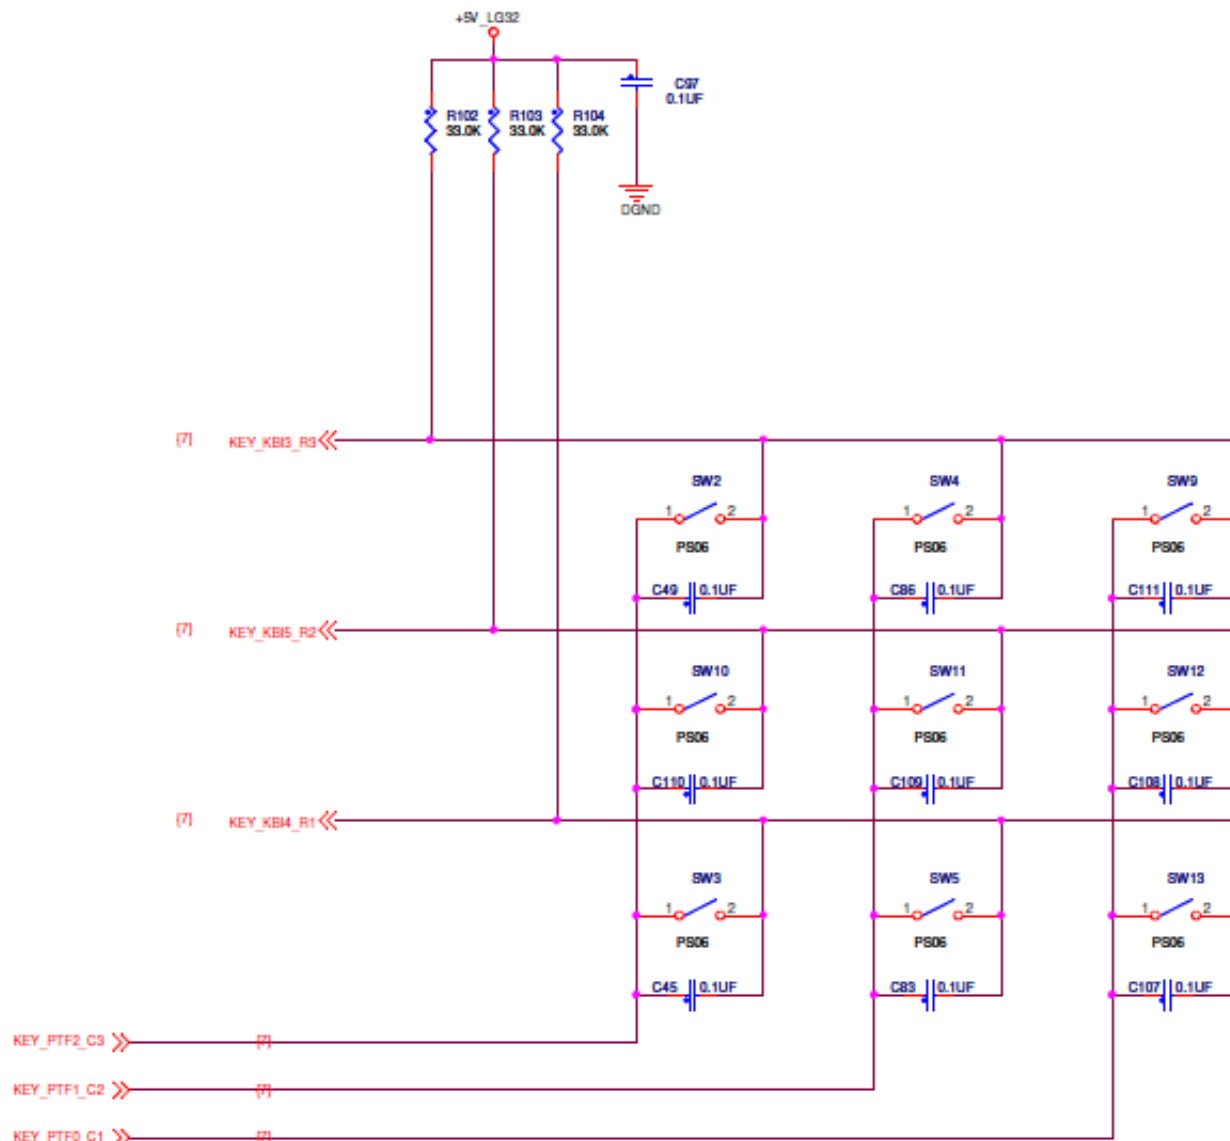 +5V_LG32
C97
0.1UF
R102 R103 R104
33.0K 33.0K 33.0K
DGND
{7} KEY_KBI3_R3
SW2 SW4 SW9
1 2 1 2 1 2
PS06 PS06 PS06
C49 0.1UF C86 0.1UF C111 0.1UF
{7} KEY_KBI5_R2
SW10 SW11 SW12
1 2 1 2 1 2
PS06 PS06 PS06
C110 0.1UF C109 0.1UF C108 0.1UF
{7} KEY_KBI4_R1
SW3 SW5 SW13
1 2 1 2 1 2
PS06 PS06 PS06
C45 0.1UF C83 0.1UF C107 0.1UF
KEY_PTF2_C3 {7}
KEY_PTF1_C2 {7}
KEY_PTF0_C1 {7}